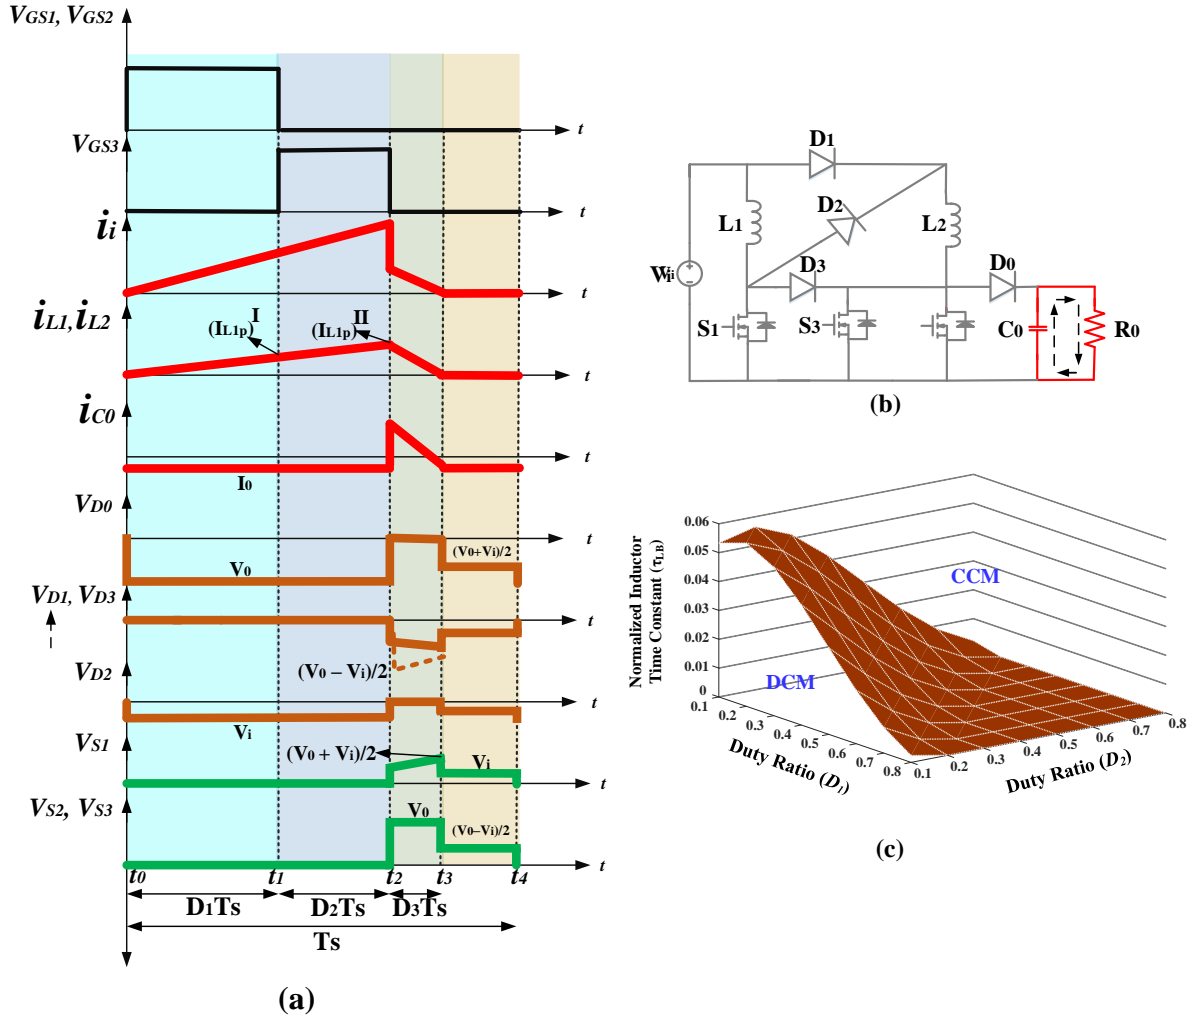 VGS1, VGS2
t
VGS3
t
ii
t
iL1,iL2
(IL1p)I
(IL1p)II
t
iC0
t
I0
VD0
t
V0
(V0+Vi)/2
VD1, VD3
t
(V0 – Vi)/2
VD2
t
Vi
VS1
(V0 + Vi)/2
Vi
t
VS2, VS3
V0
(V0–Vi)/2
t
t0
t1
t2
t3
t4
D1Ts
D2Ts
D3Ts
Ts
(a)
D1
L1
D2
L2
D3
D0
S1
S3
C0
R0
(b)
Normalized Inductor
Time Constant (τLB)
0.06
0.05
0.04
0.03
0.02
0.01
0
CCM
DCM
0.1
0.2
0.3
0.4
0.5
0.6
0.7
0.8
Duty Ratio (D1)
0.1
0.2
0.3
0.4
0.5
0.6
0.7
0.8
Duty Ratio (D2)
(c)